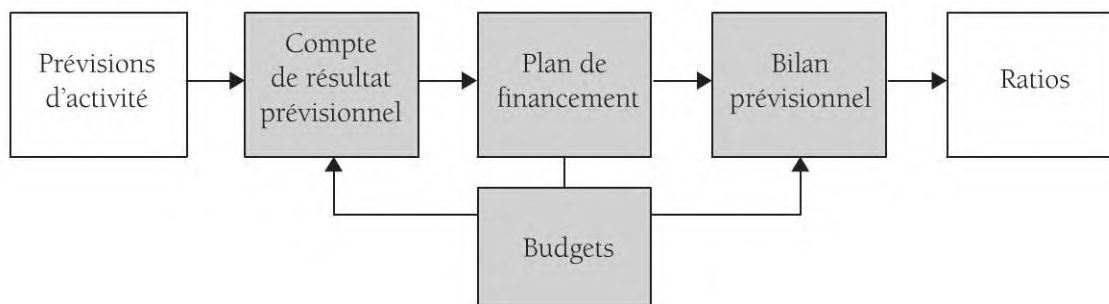 Prévisions
d'activité
Compte
de résultat
prévisionnel
Plan de
financement
Bilan
prévisionnel
Ratios
Budgets